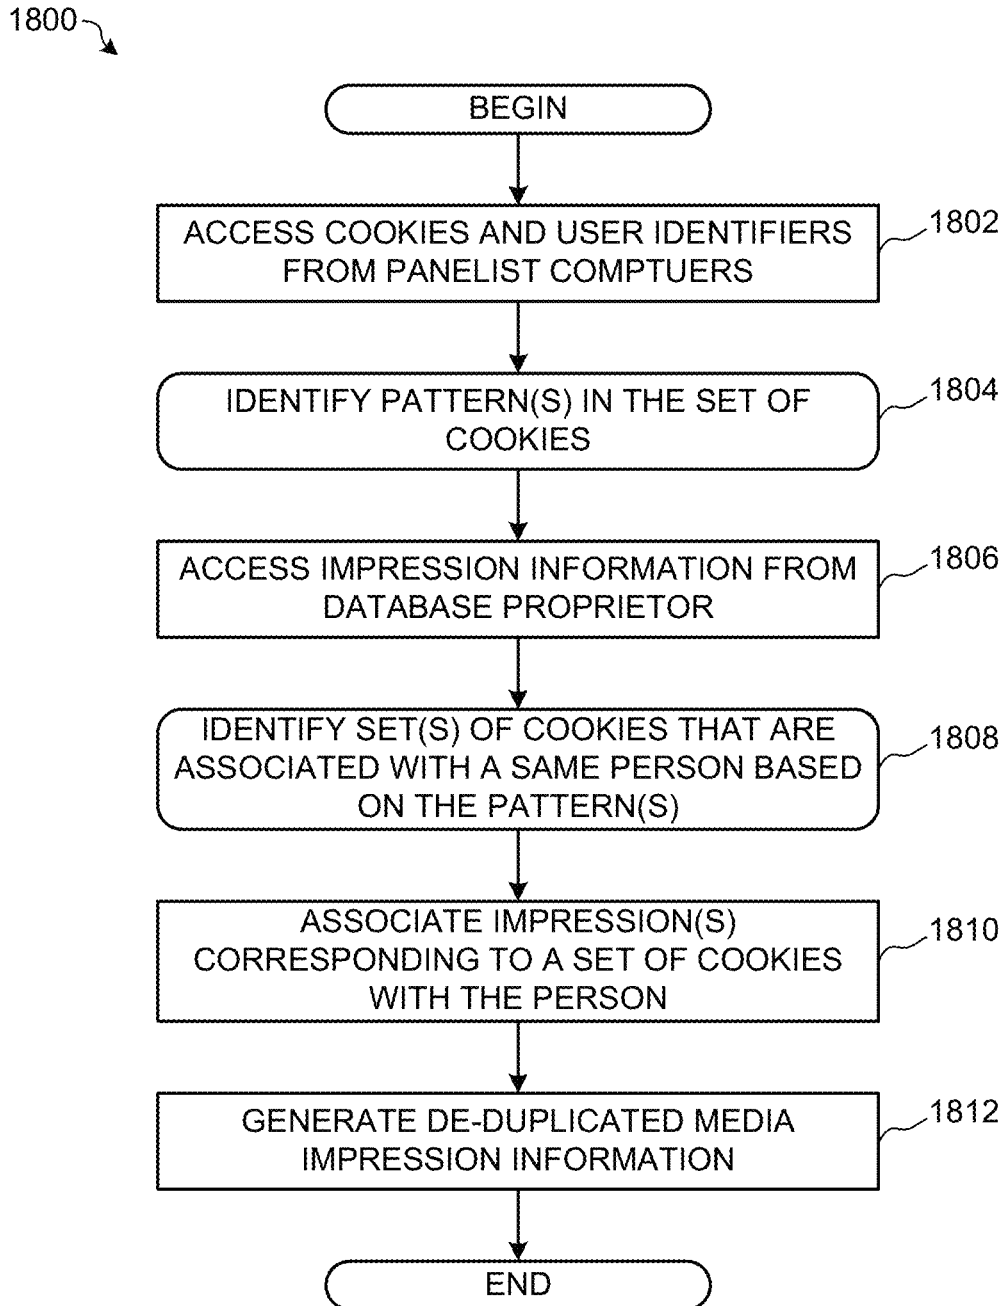 1800
BEGIN
ACCESS COOKIES AND USER IDENTIFIERS
FROM PANELIST COMPTUERS
1802
IDENTIFY PATTERN(S) IN THE SET OF
COOKIES
1804
ACCESS IMPRESSION INFORMATION FROM
DATABASE PROPRIETOR
1806
IDENTIFY SET(S) OF COOKIES THAT ARE
ASSOCIATED WITH A SAME PERSON BASED
ON THE PATTERN(S)
1808
ASSOCIATE IMPRESSION(S)
CORRESPONDING TO A SET OF COOKIES
WITH THE PERSON
1810
GENERATE DE-DUPLICATED MEDIA
IMPRESSION INFORMATION
1812
END